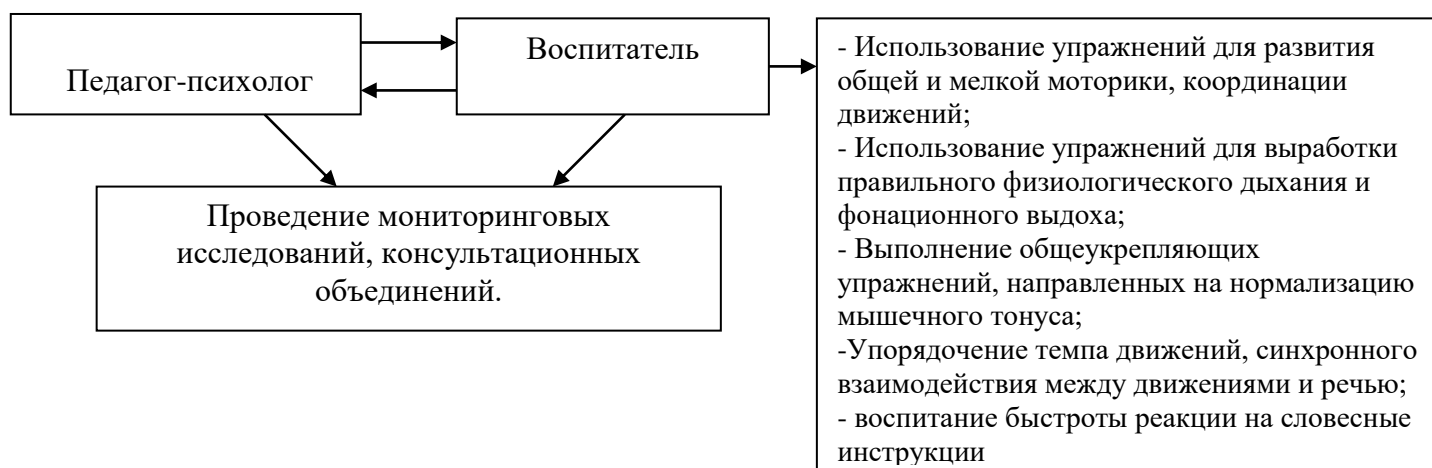 Педагог-психолог
Воспитатель
Проведение мониторинговых
исследований, консультационных
объединений.
- Использование упражнений для развития
общей и мелкой моторики, координации
движений;
- Использование упражнений для выработки
правильного физиологического дыхания и
фонационного выдоха;
- Выполнение общеукрепляющих
упражнений, направленных на нормализацию
мышечного тонуса;
-Упорядочение темпа движений, синхронного
взаимодействия между движениями и речью;
- воспитание быстроты реакции на словесные
инструкции